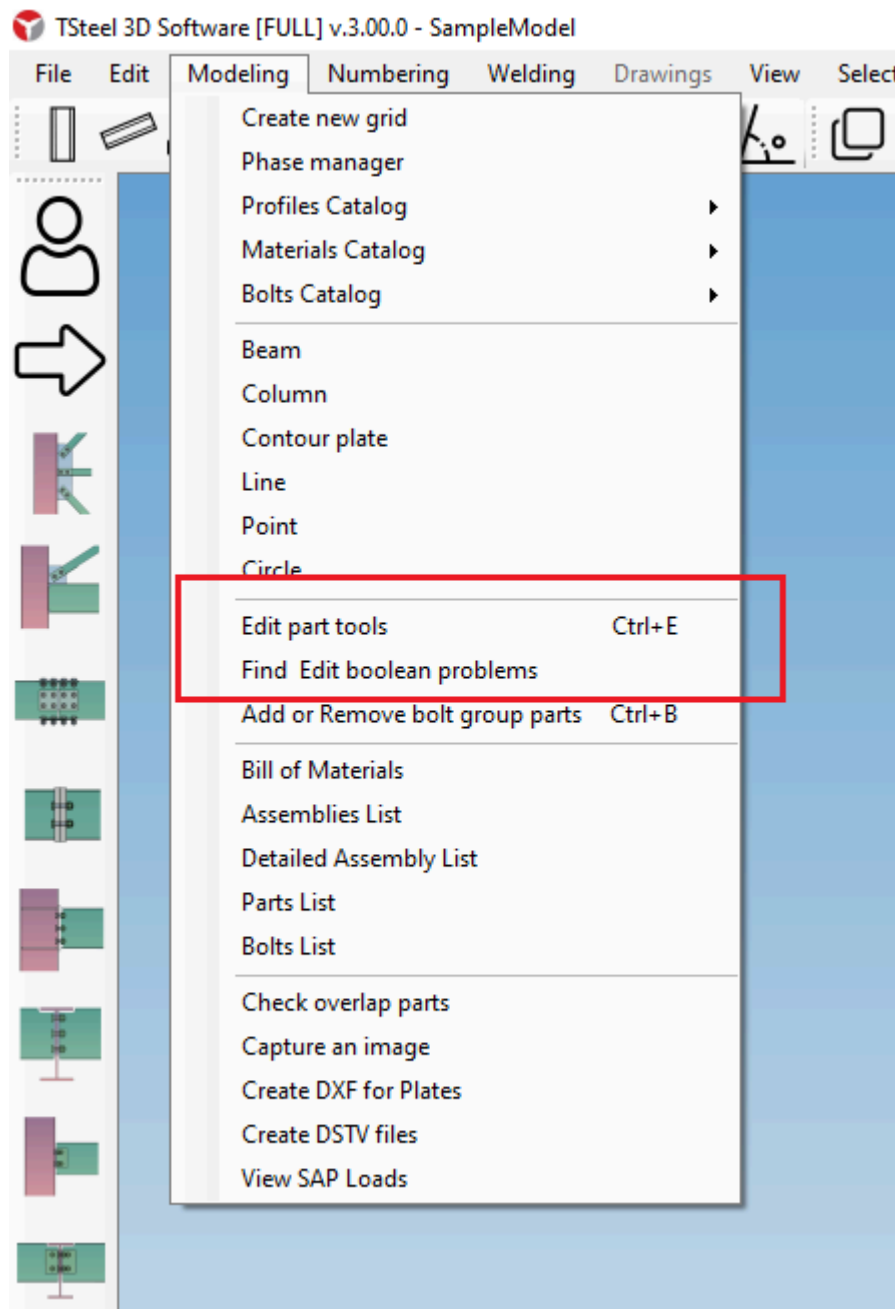 TSteel 3D Software [FULL] v.3.00.0 - SampleModel
File Edit Modeling Numbering Welding Drawings View Select
Create new grid
Phase manager
Profiles Catalog
Materials Catalog
Bolts Catalog
Beam
Column
Contour plate
Line
Point
Circle
Edit part tools Ctrl+E
Find Edit boolean problems
Add or Remove bolt group parts Ctrl+B
Bill of Materials
Assemblies List
Detailed Assembly List
Parts List
Bolts List
Check overlap parts
Capture an image
Create DXF for Plates
Create DSTV files
View SAP Loads